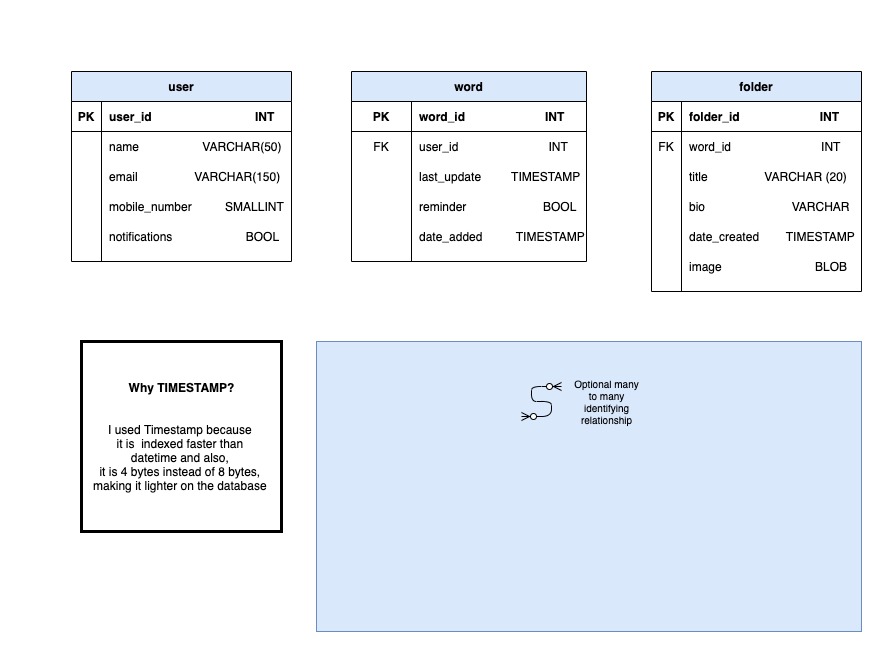 user
PK user_id INT
name VARCHAR(50)
email VARCHAR(150)
mobile_number SMALLINT
notifications BOOL
word
PK word_id INT
FK user_id INT
last_update TIMESTAMP
reminder BOOL
date_added TIMESTAMP
folder
PK folder_id INT
FK word_id INT
title VARCHAR (20)
bio VARCHAR
date_created TIMESTAMP
image BLOB
Why TIMESTAMP?
I used Timestamp because
it is indexed faster than
datetime and also,
it is 4 bytes instead of 8 bytes,
making it lighter on the database
Optional many
to many
identifying
relationship